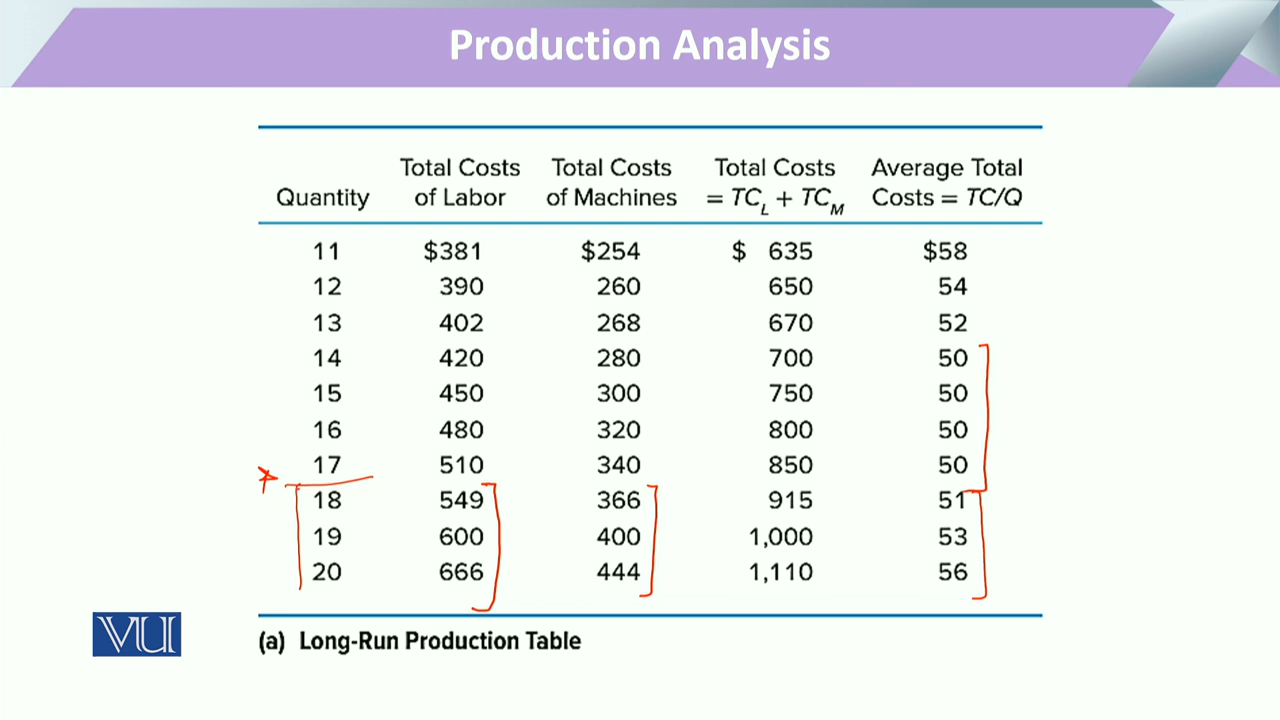 Production Analysis
Total Costs Total Costs Total Costs Average Total
Quantity of Labor of Machines = TC_L + TC_M Costs = TC/Q
11 $381 $254 $ 635 $58
12 390 260 650 54
13 402 268 670 52
14 420 280 700 50
15 450 300 750 50
16 480 320 800 50
17 510 340 850 50
18 549 366 915 51
19 600 400 1,000 53
20 666 444 1,110 56
VU
(a) Long-Run Production Table